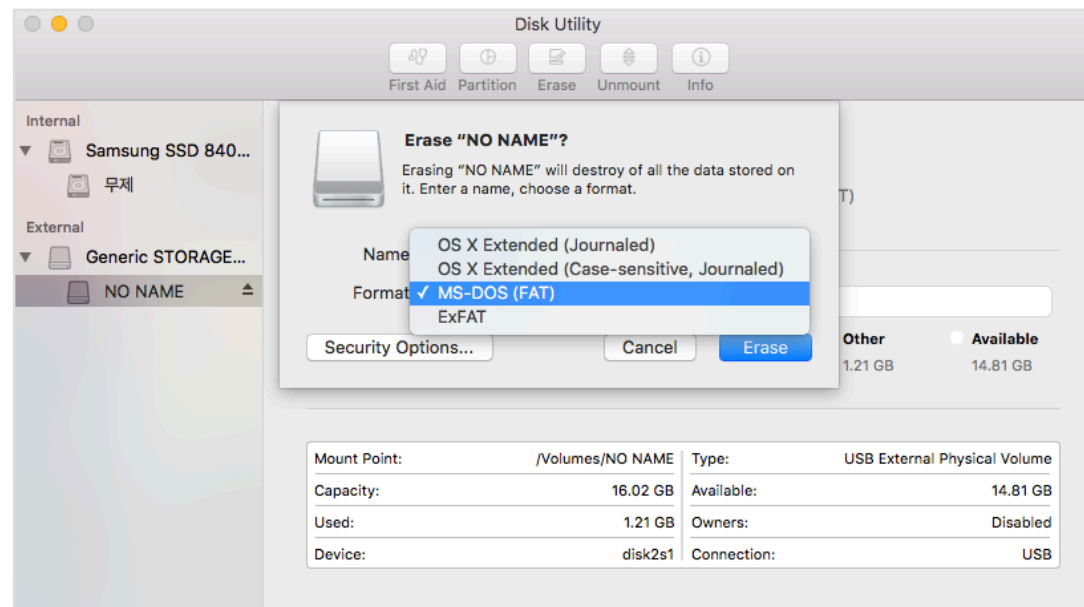 Disk Utility
First Aid Partition Erase Unmount Info
Internal
Samsung SSD 840...
무제
External
Generic STORAGE...
NO NAME
Erase “NO NAME”?
Erasing “NO NAME” will destroy of all the data stored on
it. Enter a name, choose a format.
Name
Format
OS X Extended (Journaled)
OS X Extended (Case-sensitive, Journaled)
✓ MS-DOS (FAT)
ExFAT
Security Options... Cancel Erase
T)
Other Available
1.21 GB 14.81 GB
Mount Point: /Volumes/NO NAME Type: USB External Physical Volume
Capacity: 16.02 GB Available: 14.81 GB
Used: 1.21 GB Owners: Disabled
Device: disk2s1 Connection: USB